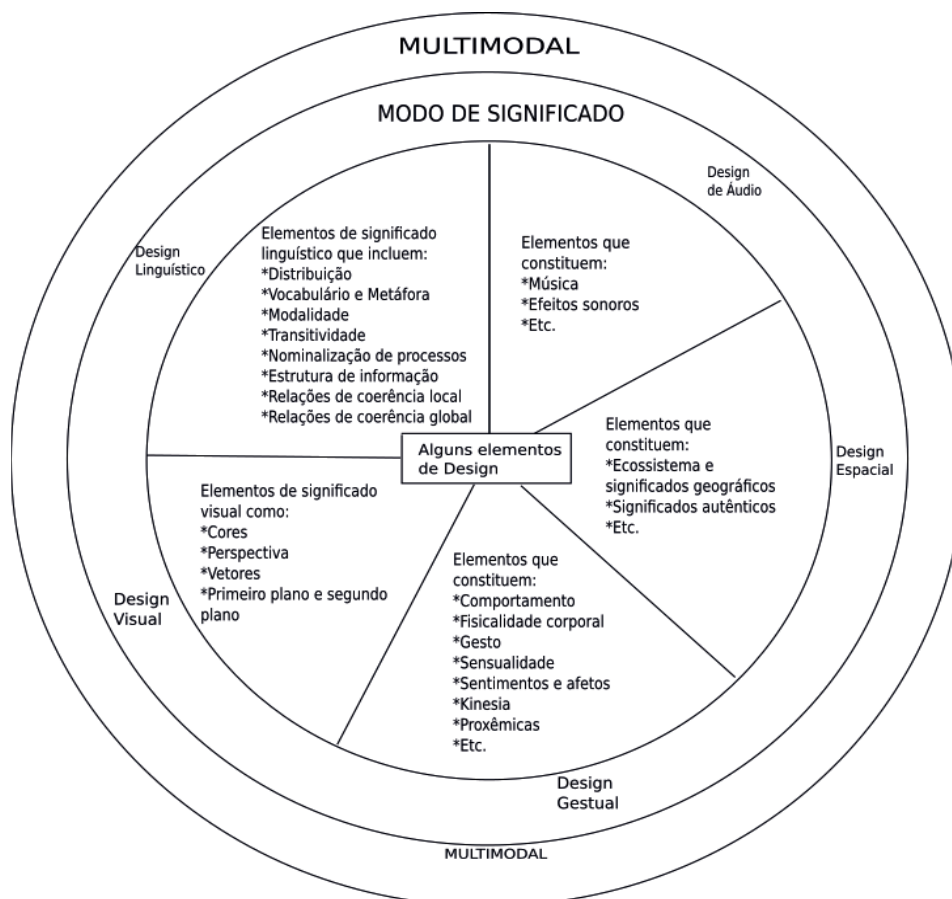 MULTIMODAL
MODO DE SIGNIFICADO
Design
de Áudio
Design
Linguístico
Elementos de significado
linguístico que incluem:
*Distribuição
*Vocabulário e Metáfora
*Modalidade
*Transitividade
*Nominalização de processos
*Estrutura de informação
*Relações de coerência local
*Relações de coerência global
Elementos que
constituem:
*Música
*Efeitos sonoros
*Etc.
Alguns elementos
de Design
Elementos que
constituem:
*Ecossistema e
significados geográficos
*Significados autênticos
*Etc.
Design
Espacial
Elementos de significado
visual como:
*Cores
*Perspectiva
*Vetores
*Primeiro plano e segundo
plano
Design
Visual
Elementos que
constituem:
*Comportamento
*Fisicalidade corporal
*Gesto
*Sensualidade
*Sentimentos e afetos
*Kinesia
*Proxêmicas
*Etc.
Design
Gestual
MULTIMODAL